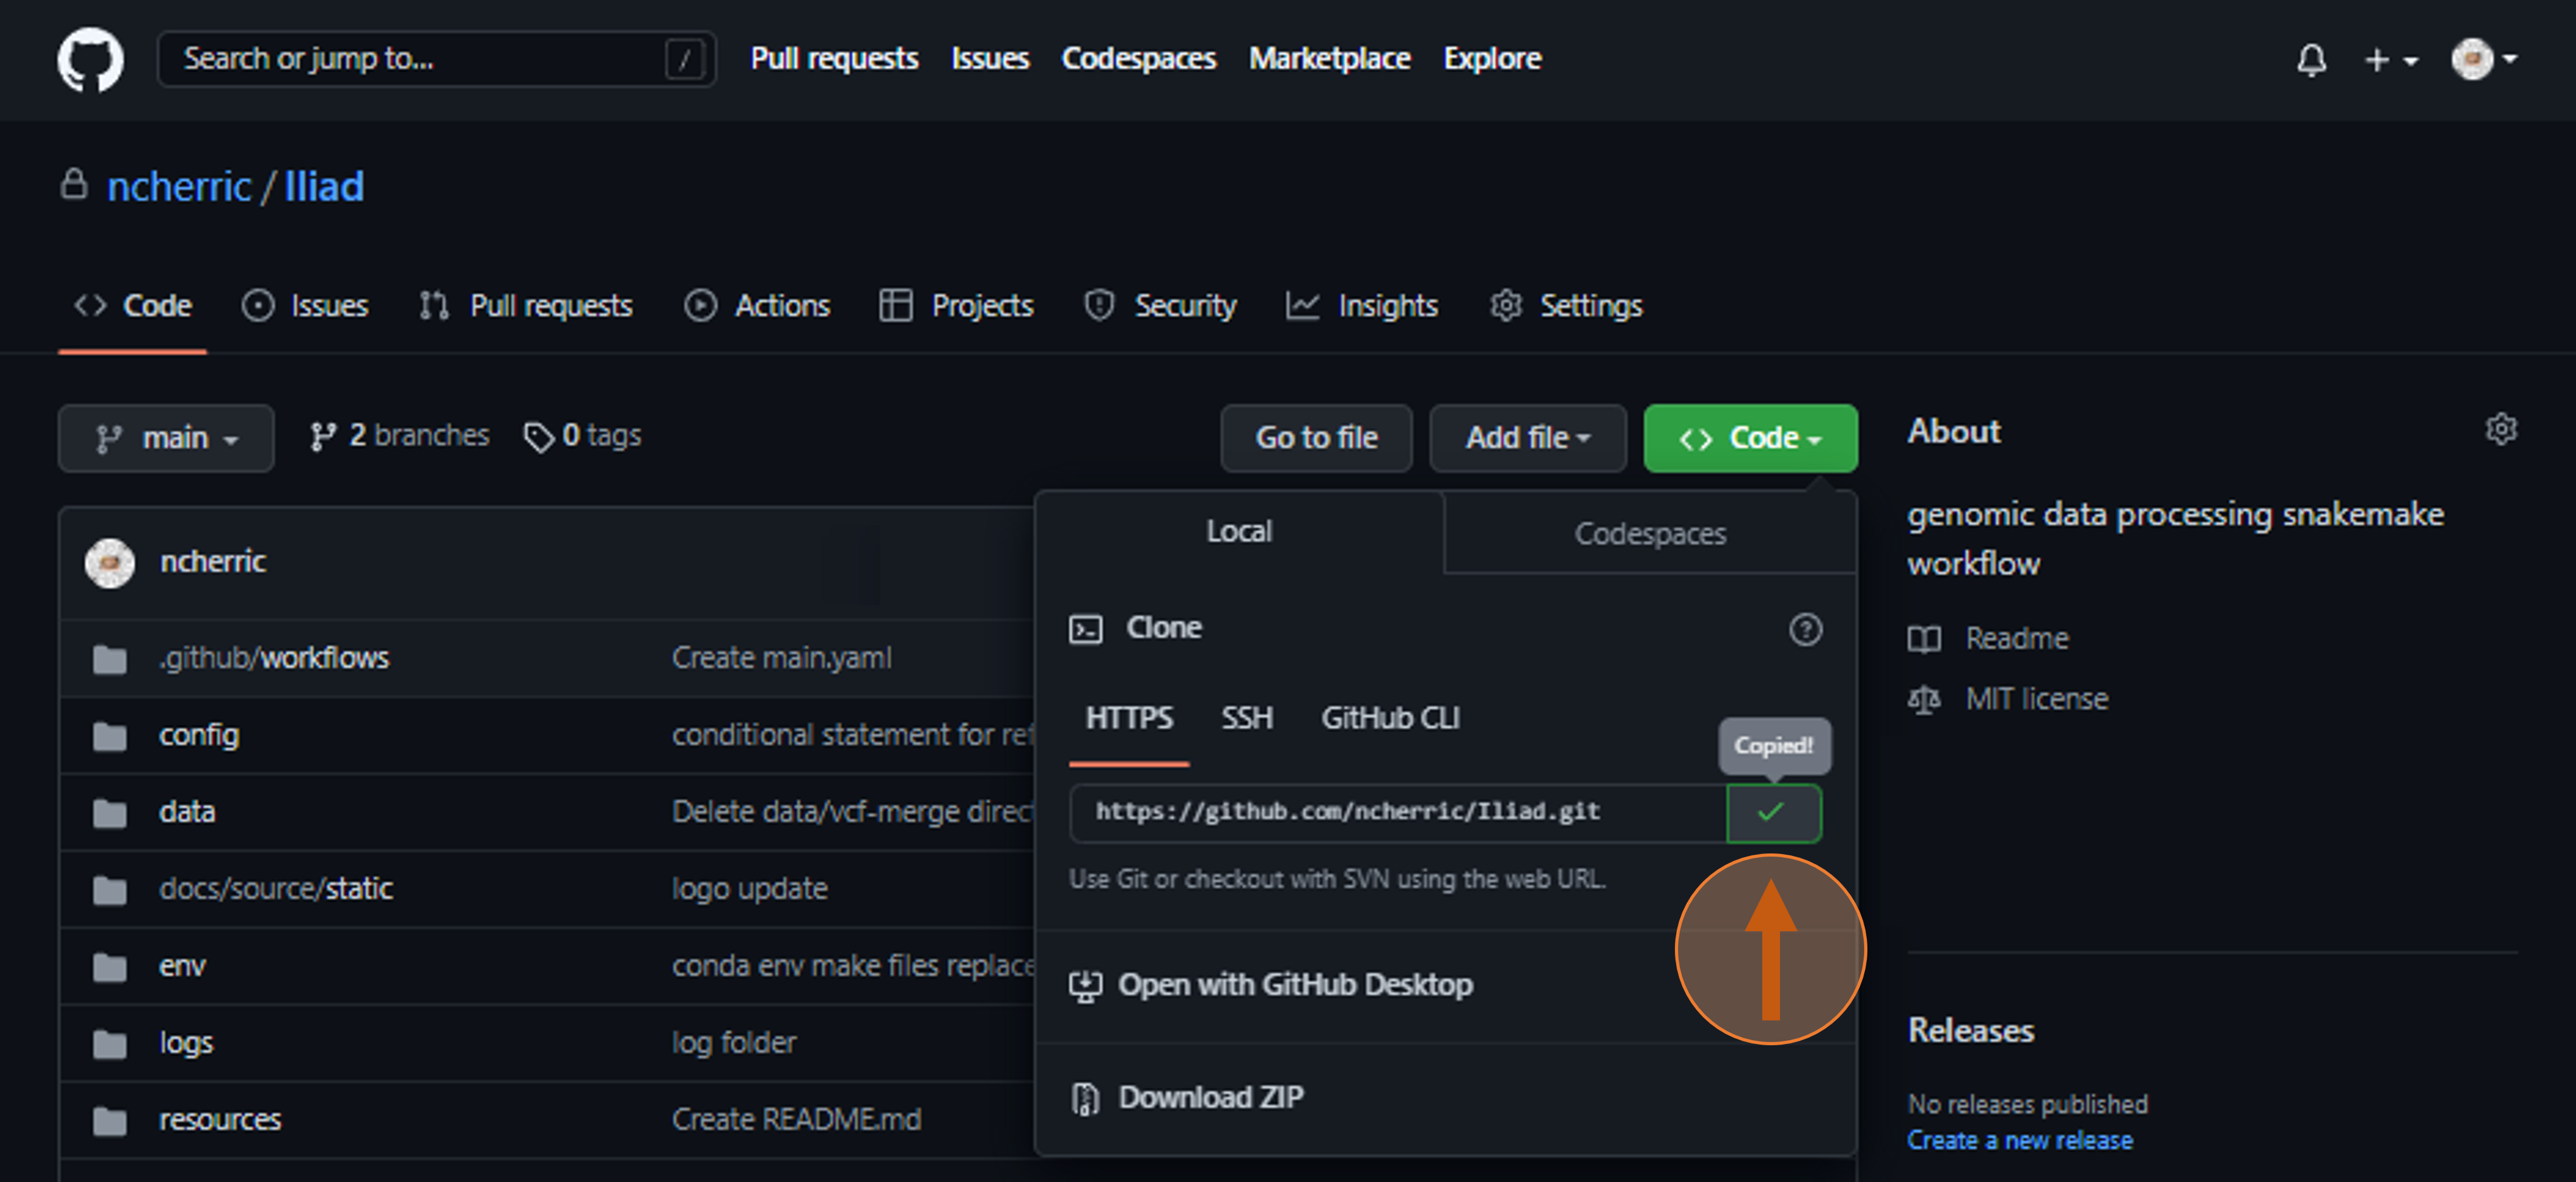 Search or jump to... / Pull requests Issues Codespaces Marketplace Explore
ncherric / Iliad
Code Issues Pull requests Actions Projects Security Insights Settings
main 2 branches 0 tags Go to file Add file Code
ncherric
.github/workflows Create main.yaml
config conditional statement for ref
data Delete data/vcf-merge direct
docs/source/static logo update
env conda env make files replace
logs log folder
resources Create README.md
Local Codespaces
Clone ?
HTTPS SSH GitHub CLI
Copied!
https://github.com/ncherric/Iliad.git
Use Git or checkout with SVN using the web URL.
Open with GitHub Desktop
Download ZIP
About
genomic data processing snakemake
workflow
Readme
MIT license
Releases
No releases published
Create a new release